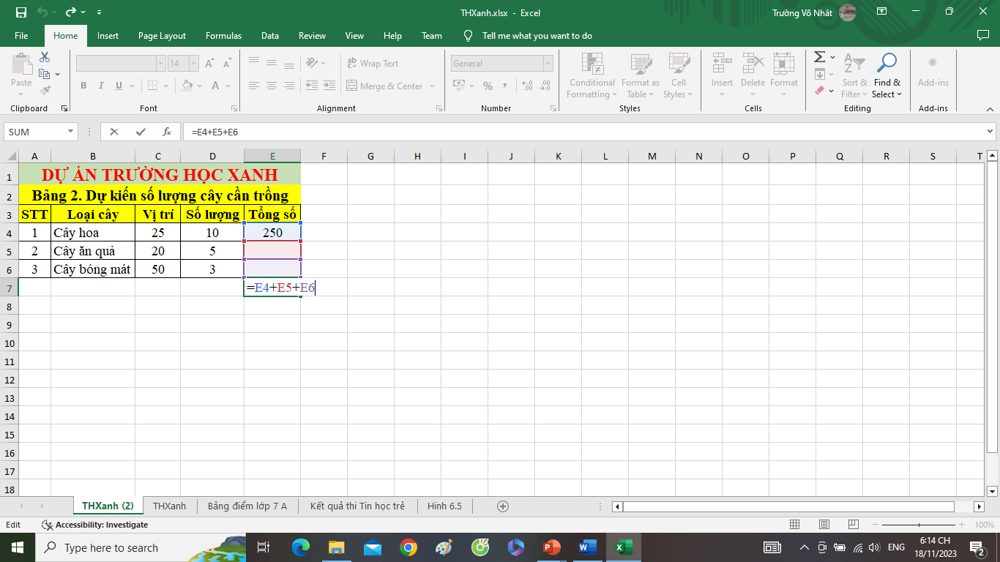 THXanh.xlsx - Excel
Trường Võ Nhât
File Home Insert Page Layout Formulas Data Review View Help Team Tell me what you want to do
Paste
Clipboard
14
B I U
A
Font
ab Wrap Text
Merge & Center
Alignment
General
% ,
Number
Conditional Formatting
Format as Table
Cell Styles
Styles
Insert Delete Format
Cells
Sort & Filter
Find & Select
Editing
Add-ins
Add-ins
SUM fx =E4+E5+E6
A B C D E F G H I J K L M N O P Q R S T
1 DỰ ÁN TRƯỜNG HỌC XANH
2 Bảng 2. Dự kiến số lượng cây cần trồng
3 STT Loại cây Vị trí Số lượng Tổng số
4 1 Cây hoa 25 10 250
5 2 Cây ăn quả 20 5
6 3 Cây bóng mát 50 3
7 =E4+E5+E6
8
9
10
11
12
13
14
15
16
17
18
THXanh (2) THXanh Bảng điểm lớp 7 A Kết quả thi Tin học trẻ Hình 6.5
Edit Accessibility: Investigate 100%
Type here to search
ENG
6:14 CH
18/11/2023
2